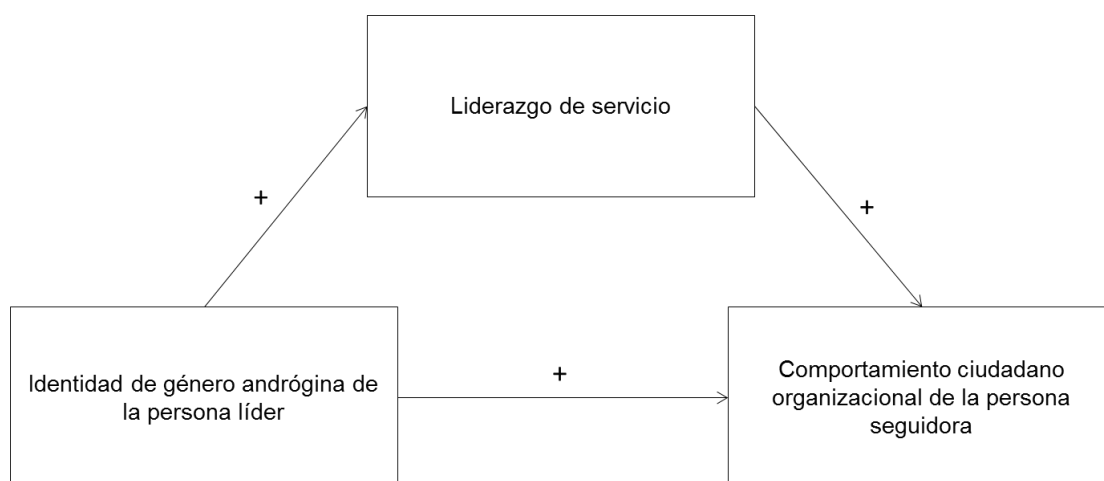 Liderazgo de servicio
+
+
Identidad de género andrógina de
la persona líder
+
Comportamiento ciudadano
organizacional de la persona
seguidora